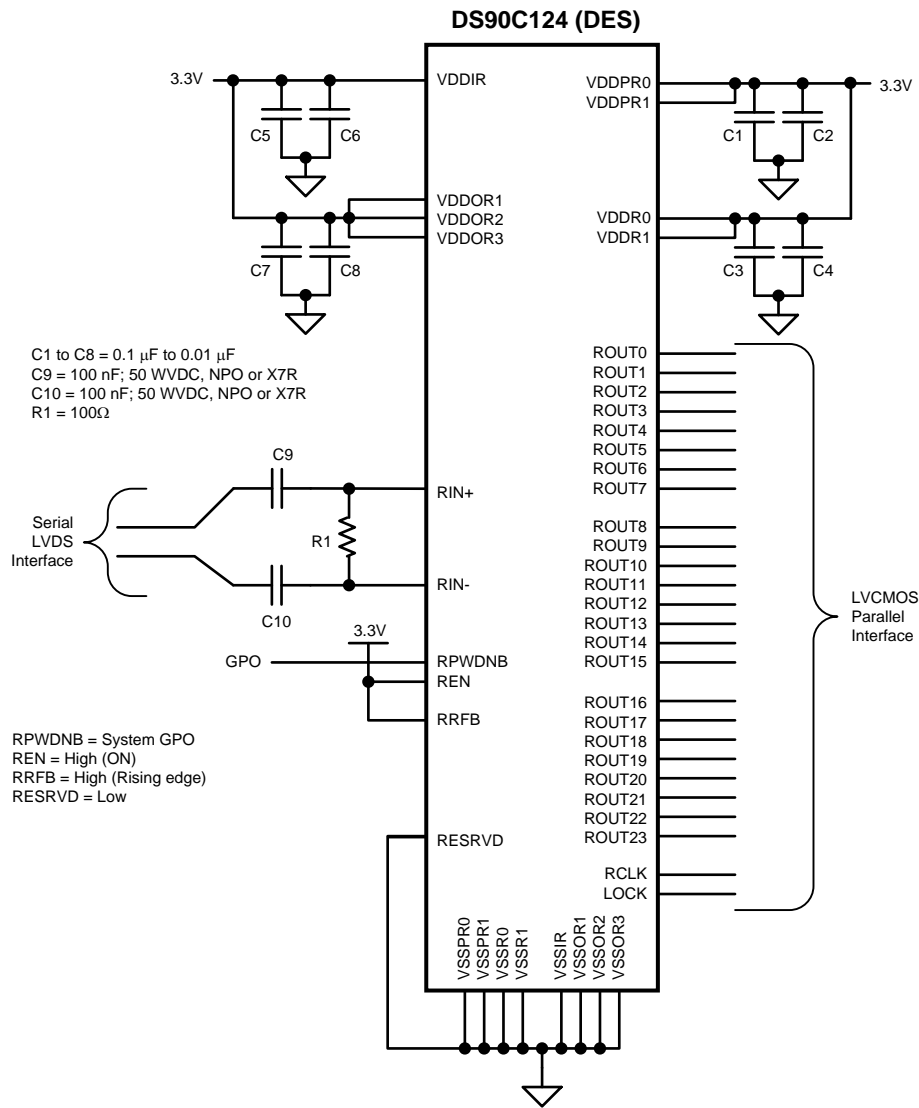 DS90C124 (DES)
3.3V
VDDIR
C5
C6
VDDOR1
VDDOR2
VDDOR3
C7
C8
VDDPR0
VDDPR1
3.3V
C1
C2
VDDR0
VDDR1
C3
C4
C1 to C8 = 0.1 μF to 0.01 μF
C9 = 100 nF; 50 WVDC, NPO or X7R
C10 = 100 nF; 50 WVDC, NPO or X7R
R1 = 100Ω
C9
RIN+
Serial
LVDS
Interface
R1
RIN-
C10
3.3V
GPO
RPWDNB
REN
RRFB
RPWDNB = System GPO
REN = High (ON)
RRFB = High (Rising edge)
RESRVD = Low
RESRVD
ROUT0
ROUT1
ROUT2
ROUT3
ROUT4
ROUT5
ROUT6
ROUT7
ROUT8
ROUT9
ROUT10
ROUT11
ROUT12
ROUT13
ROUT14
ROUT15
ROUT16
ROUT17
ROUT18
ROUT19
ROUT20
ROUT21
ROUT22
ROUT23
RCLK
LOCK
LVCMOS
Parallel
Interface
VSSPR0
VSSPR1
VSSR0
VSSR1
VSSIR
VSSOR1
VSSOR2
VSSOR3